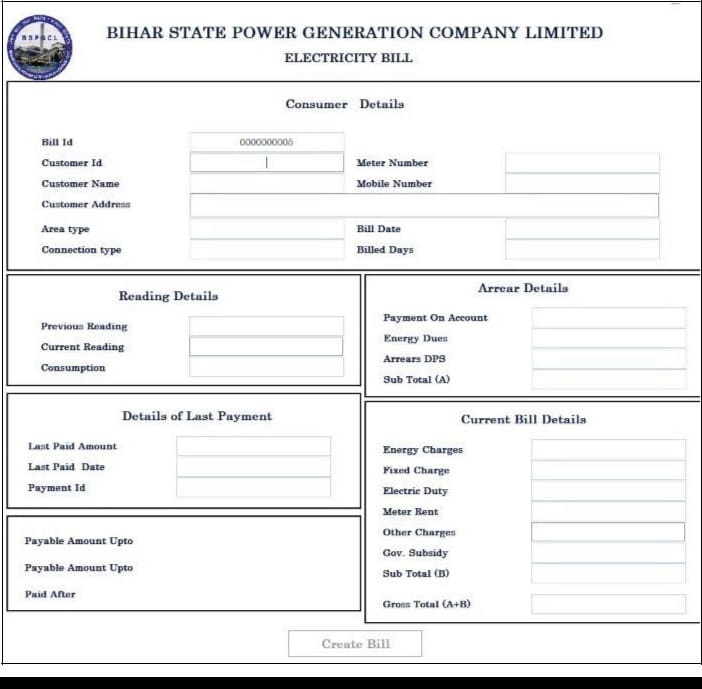 BSPGCL
BIHAR STATE POWER GENERATION COMPANY LIMITED
ELECTRICITY BILL
Consumer Details
Bill Id 0000000005
Customer Id Meter Number
Customer Name Mobile Number
Customer Address
Area type Bill Date
Connection type Billed Days
Reading Details
Previous Reading
Current Reading
Consumption
Arrear Details
Payment On Account
Energy Dues
Arrears DPS
Sub Total (A)
Details of Last Payment
Last Paid Amount
Last Paid Date
Payment Id
Current Bill Details
Energy Charges
Fixed Charge
Electric Duty
Meter Rent
Other Charges
Gov. Subsidy
Sub Total (B)
Gross Total (A+B)
Payable Amount Upto
Payable Amount Upto
Paid After
Create Bill